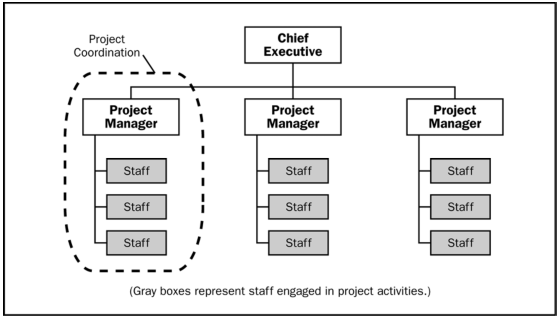 Project
Coordination
Chief
Executive
Project
Manager
Project
Manager
Project
Manager
Staff
Staff
Staff
Staff
Staff
Staff
Staff
Staff
Staff
(Gray boxes represent staff engaged in project activities.)